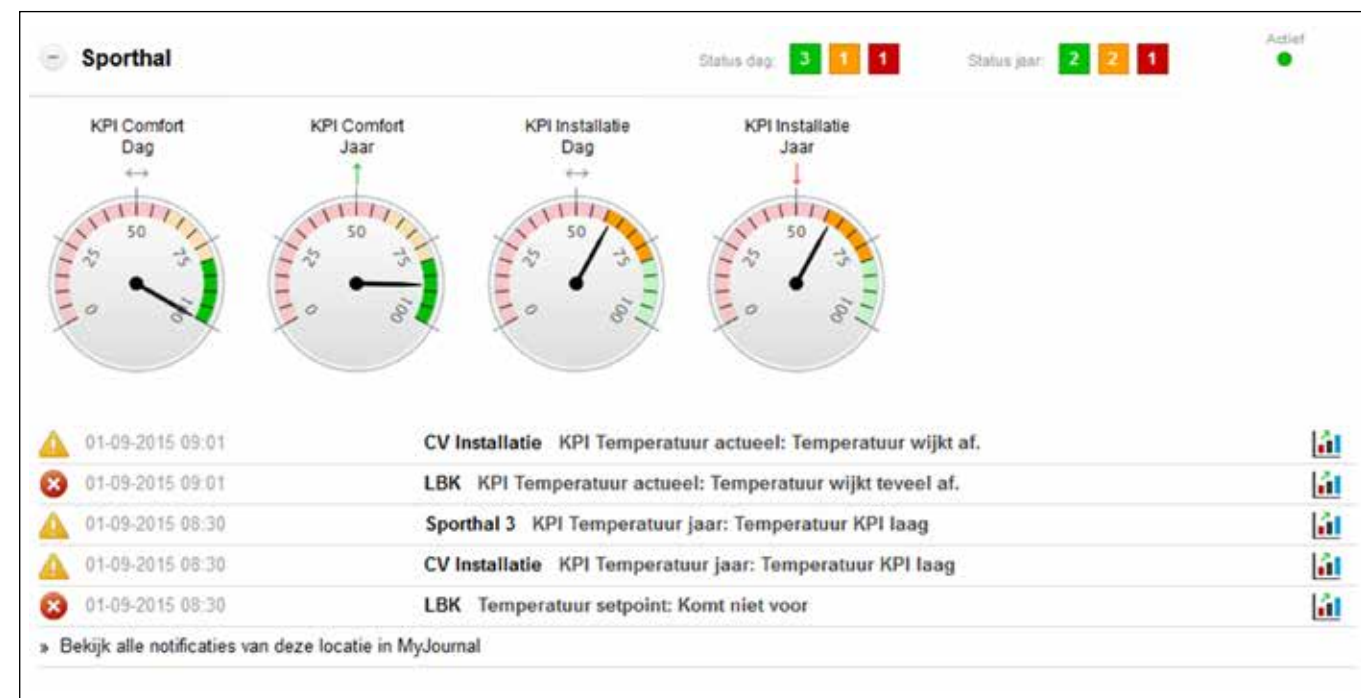 Sporthal
Status dag: 3 1 1
Status jaar: 2 2 1
Actief
KPI Comfort
Dag
KPI Comfort
Jaar
KPI Installatie
Dag
KPI Installatie
Jaar
0 25 50 75 100
0 25 50 75 100
0 25 50 75 100
0 25 50 75 100
01-09-2015 09:01 CV Installatie KPI Temperatuur actueel: Temperatuur wijkt af.
01-09-2015 09:01 LBK KPI Temperatuur actueel: Temperatuur wijkt teveel af.
01-09-2015 08:30 Sporthal 3 KPI Temperatuur jaar: Temperatuur KPI laag
01-09-2015 08:30 CV Installatie KPI Temperatuur jaar: Temperatuur KPI laag
01-09-2015 08:30 LBK Temperatuur setpoint: Komt niet voor
» Bekijk alle notificaties van deze locatie in MyJournal